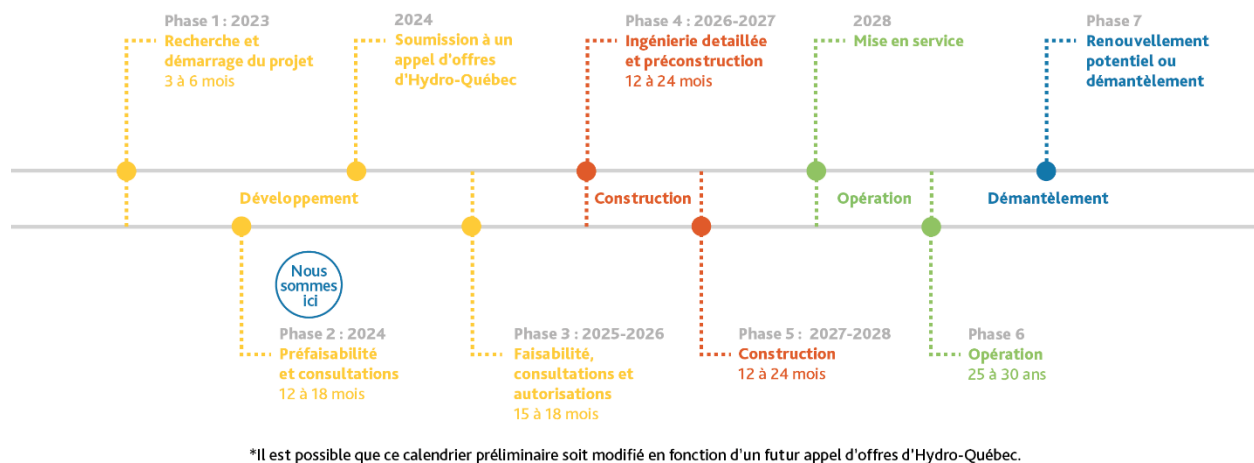 Phase 1 : 2023
Recherche et
démarrage du projet
3 à 6 mois
2024
Soumission à un
appel d'offres
d'Hydro-Québec
Phase 4 : 2026-2027
Ingénierie detaillée
et préconstruction
12 à 24 mois
2028
Mise en service
Phase 7
Renouvellement
potentiel ou
démantèlement
Développement
Construction
Opération
Démantèlement
Nous
sommes
ici
Phase 2 : 2024
Préfaisabilité
et consultations
12 à 18 mois
Phase 3 : 2025-2026
Faisabilité,
consultations et
autorisations
15 à 18 mois
Phase 5 : 2027-2028
Construction
12 à 24 mois
Phase 6
Opération
25 à 30 ans
*Il est possible que ce calendrier préliminaire soit modifié en fonction d'un futur appel d'offres d'Hydro-Québec.